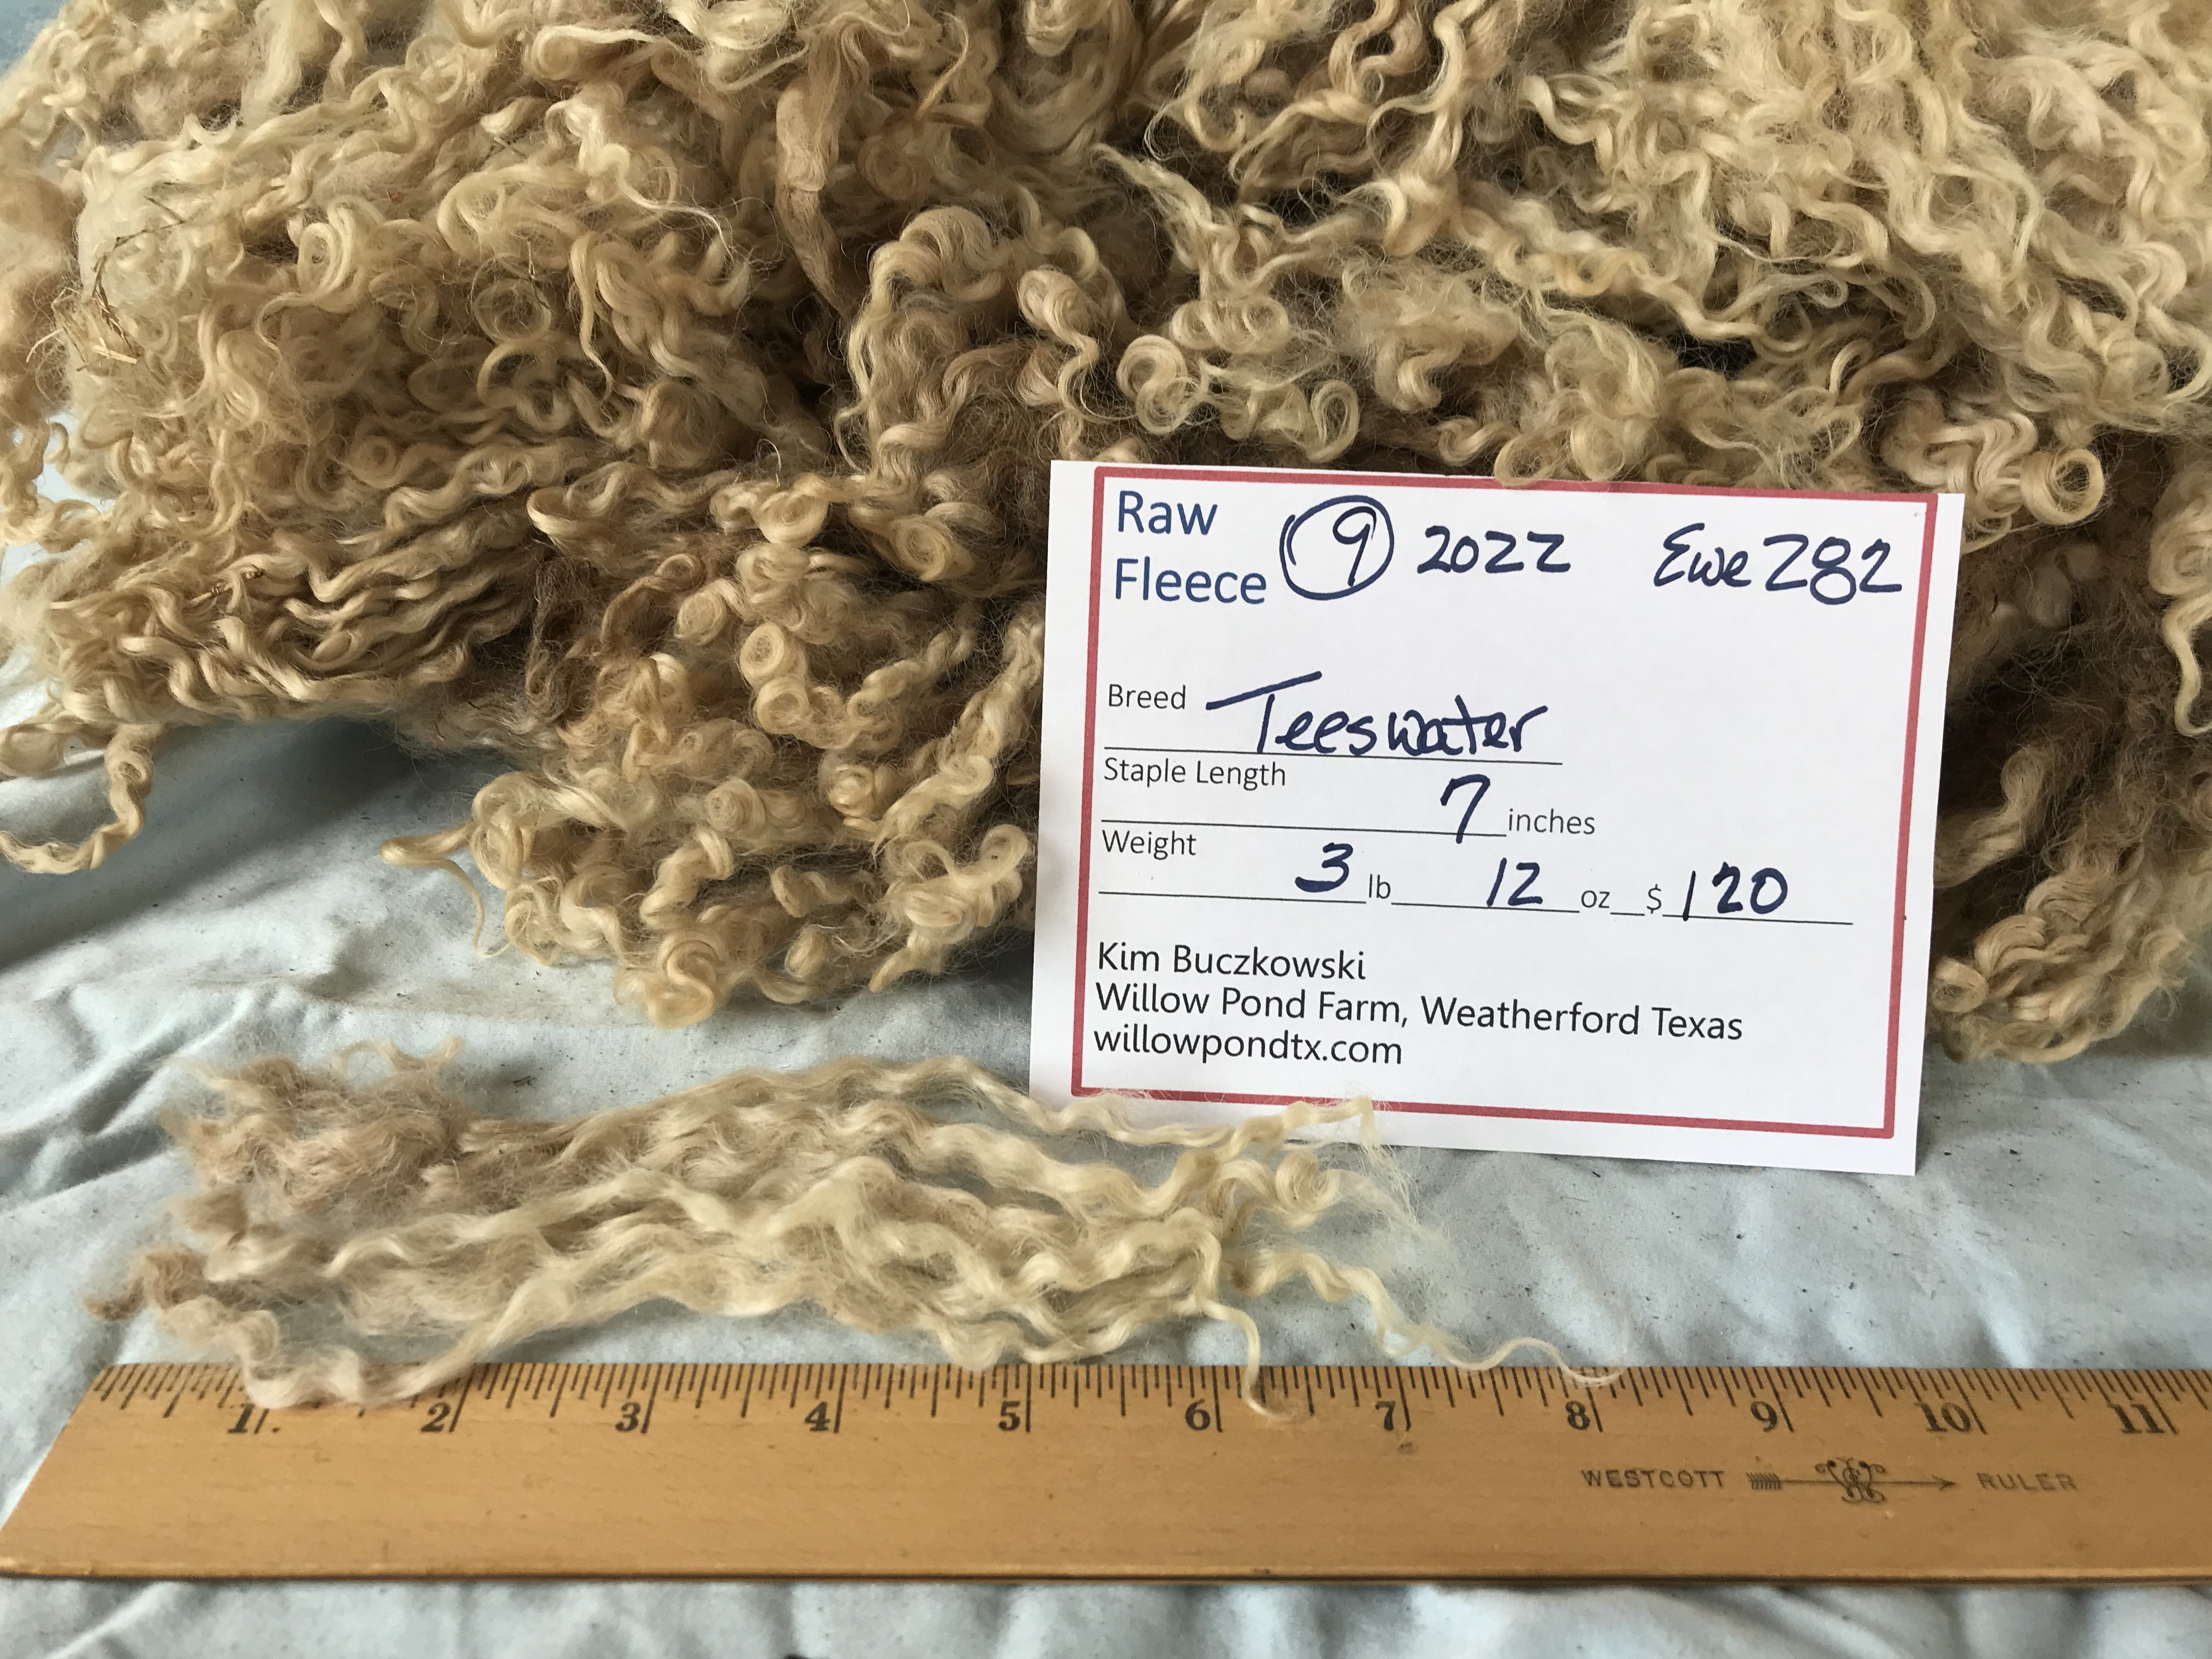 Raw
Fleece 9 2022 Ewe Z82
Breed Teeswater
Staple Length
7 inches
Weight
3 lb 12 oz $ 120
Kim Buczkowski
Willow Pond Farm, Weatherford Texas
willowpondtx.com
1 2 3 4 5 6 7 8 9 10 11
WESTCOTT RULER